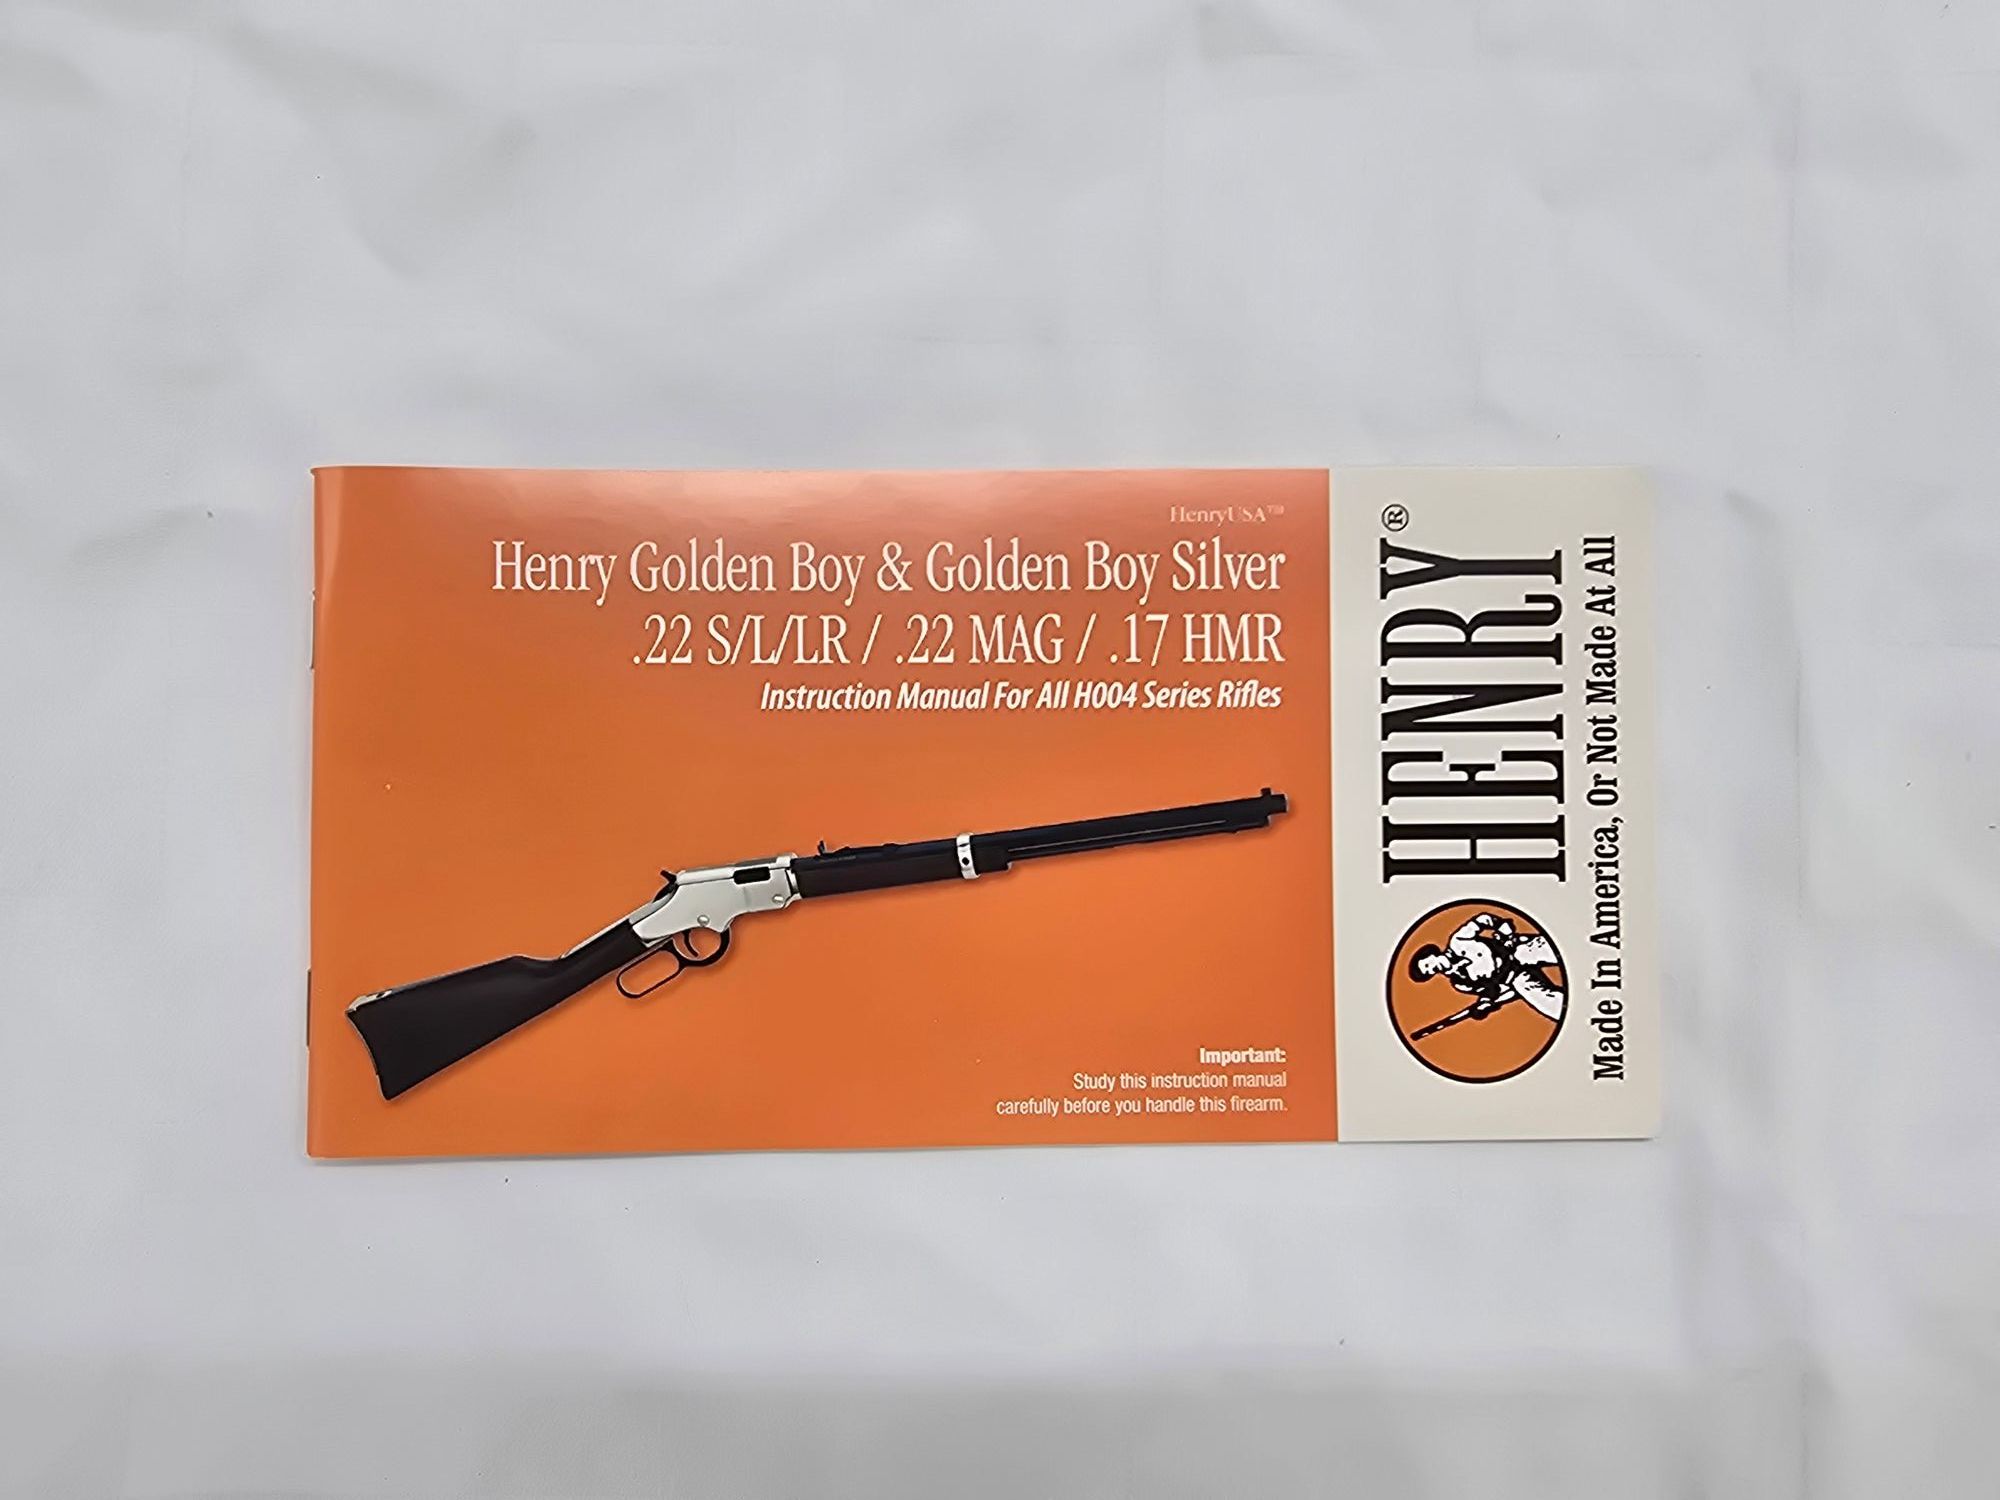 HenryUSA™
Henry Golden Boy & Golden Boy Silver
.22 S/L/LR / .22 MAG / .17 HMR
Instruction Manual For All H004 Series Rifles
Important:
Study this instruction manual
carefully before you handle this firearm.
HENRY®
Made In America, Or Not Made At All